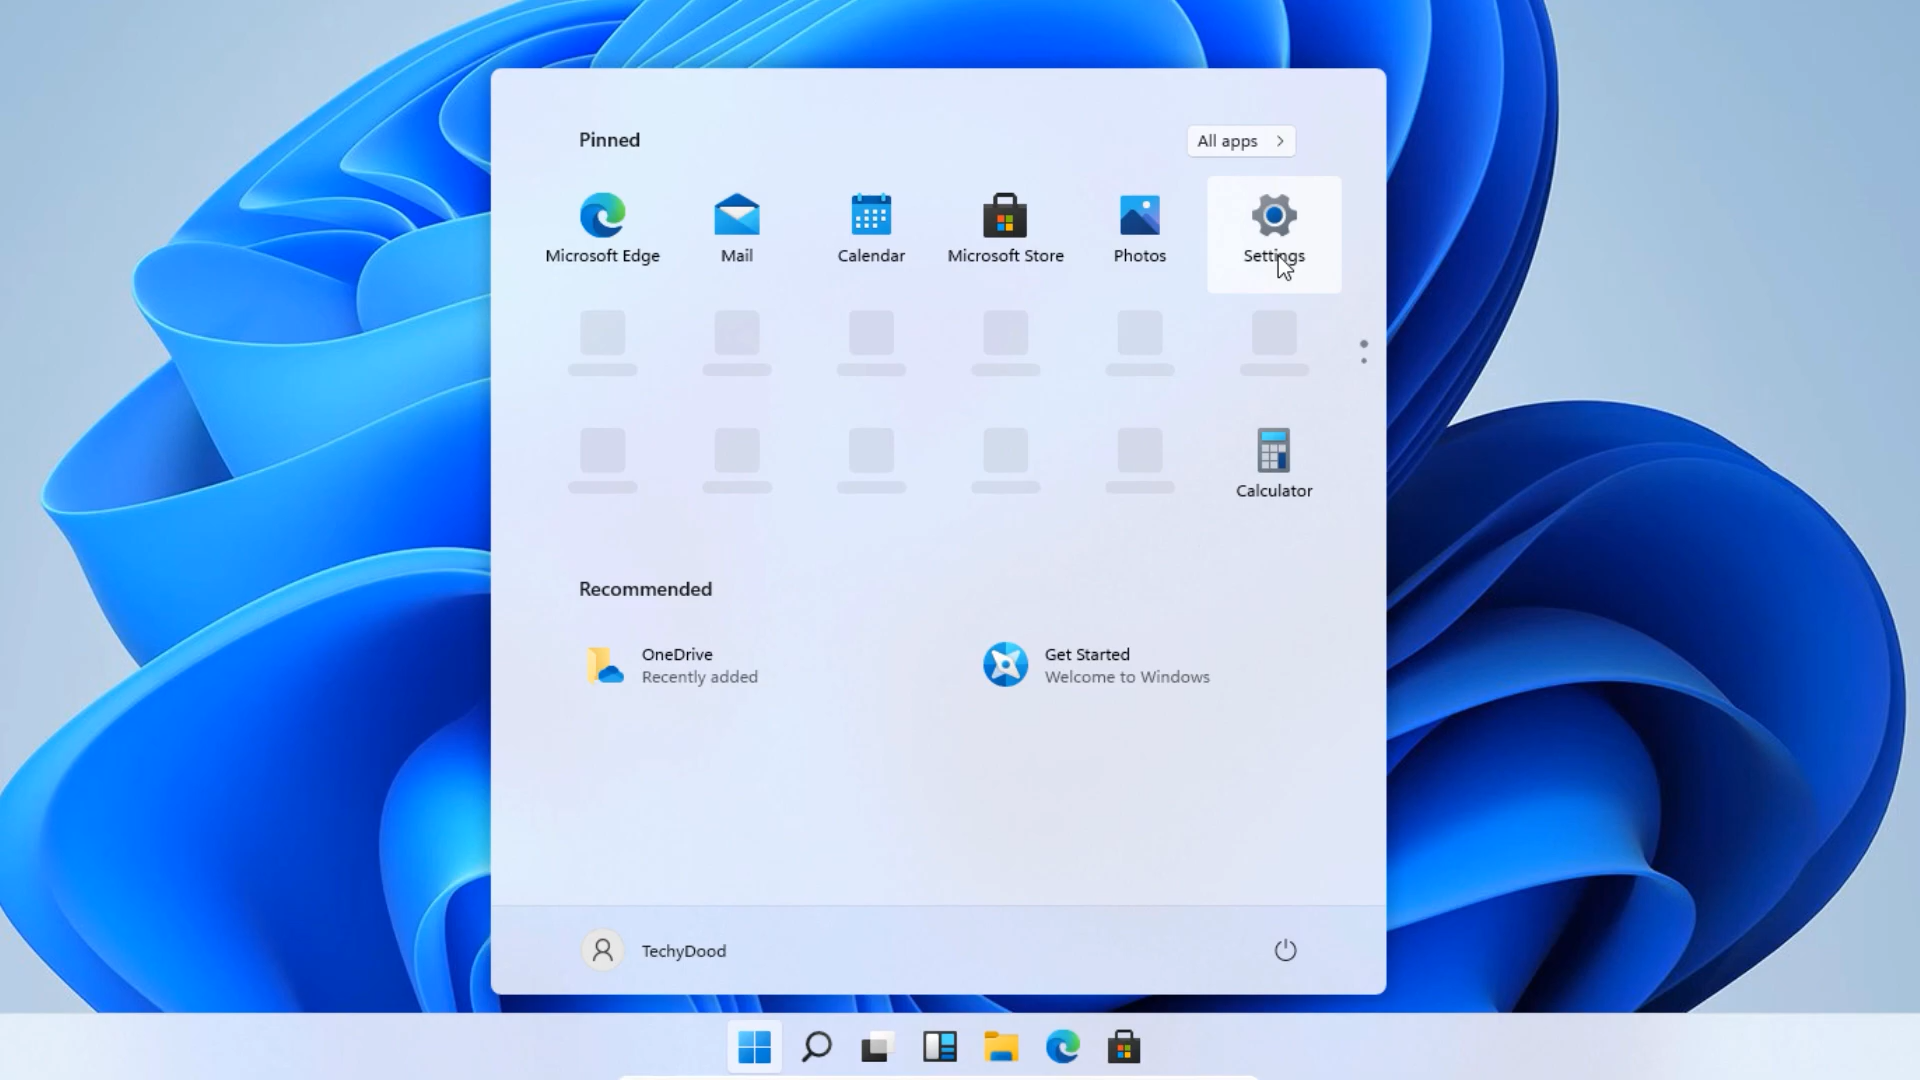 Pinned
All apps
Microsoft Edge
Mail
Calendar
Microsoft Store
Photos
Settings
Calculator
Recommended
OneDrive
Recently added
Get Started
Welcome to Windows
TechyDood